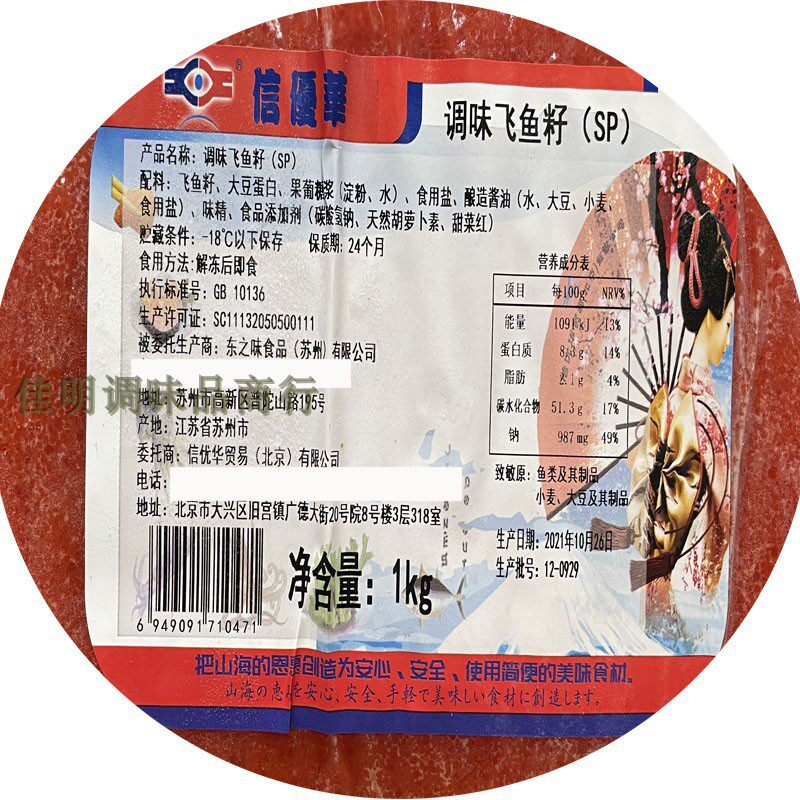 信優華
®
调味飞鱼籽（SP）
产品名称：调味飞鱼籽（SP）
配料：飞鱼籽、大豆蛋白、果葡糖浆（淀粉、水）、食用盐、酿造酱油（水、大豆、小麦、
食用盐）、味精、食品添加剂（碳酸氢钠、天然胡萝卜素、甜菜红）
贮藏条件：-18℃以下保存 保质期：24个月
食用方法：解冻后即食
执行标准号：GB 10136
生产许可证：SC11132050500111
被委托生产商：东之味食品（苏州）有限公司
佳明调味品商行
地址：苏州市高新区普陀山路195号
产地：江苏省苏州市
委托商：信优华贸易（北京）有限公司
电话：
地址：北京市大兴区旧宫镇广德大街20号院8号楼3层318室
营养成分表
项目 每100g NRV%
能量 1091kJ 13%
蛋白质 8.3g 14%
脂肪 2.1g 4%
碳水化合物 51.3g 17%
钠 987mg 49%
致敏原：鱼类及其制品
小麦、大豆及其制品
生产日期：2021年10月26日
生产批号：12-0929
净含量：1kg
6 949091 710471
把山海的恩惠创造为安心、安全、使用简便的美味食材。
山海の恵みを安心、安全、手軽で美味しい食材に創造します。